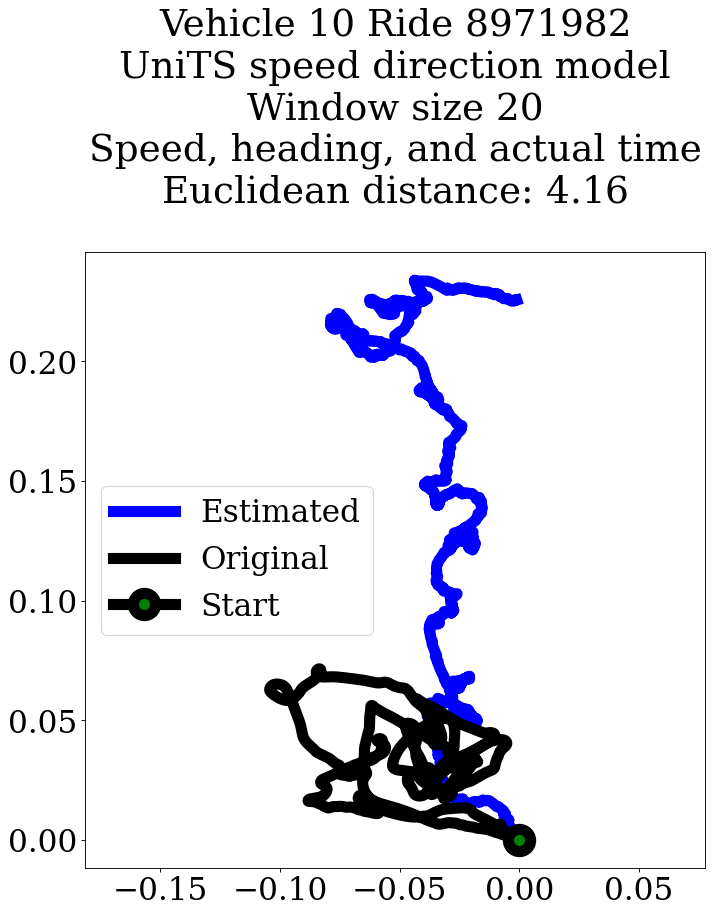 Vehicle 10 Ride 8971982
UniTS speed direction model
Window size 20
Speed, heading, and actual time
Euclidean distance: 4.16
0.20
0.15
0.10
0.05
0.00
Estimated
Original
Start
−0.15 −0.10 −0.05 0.00 0.05